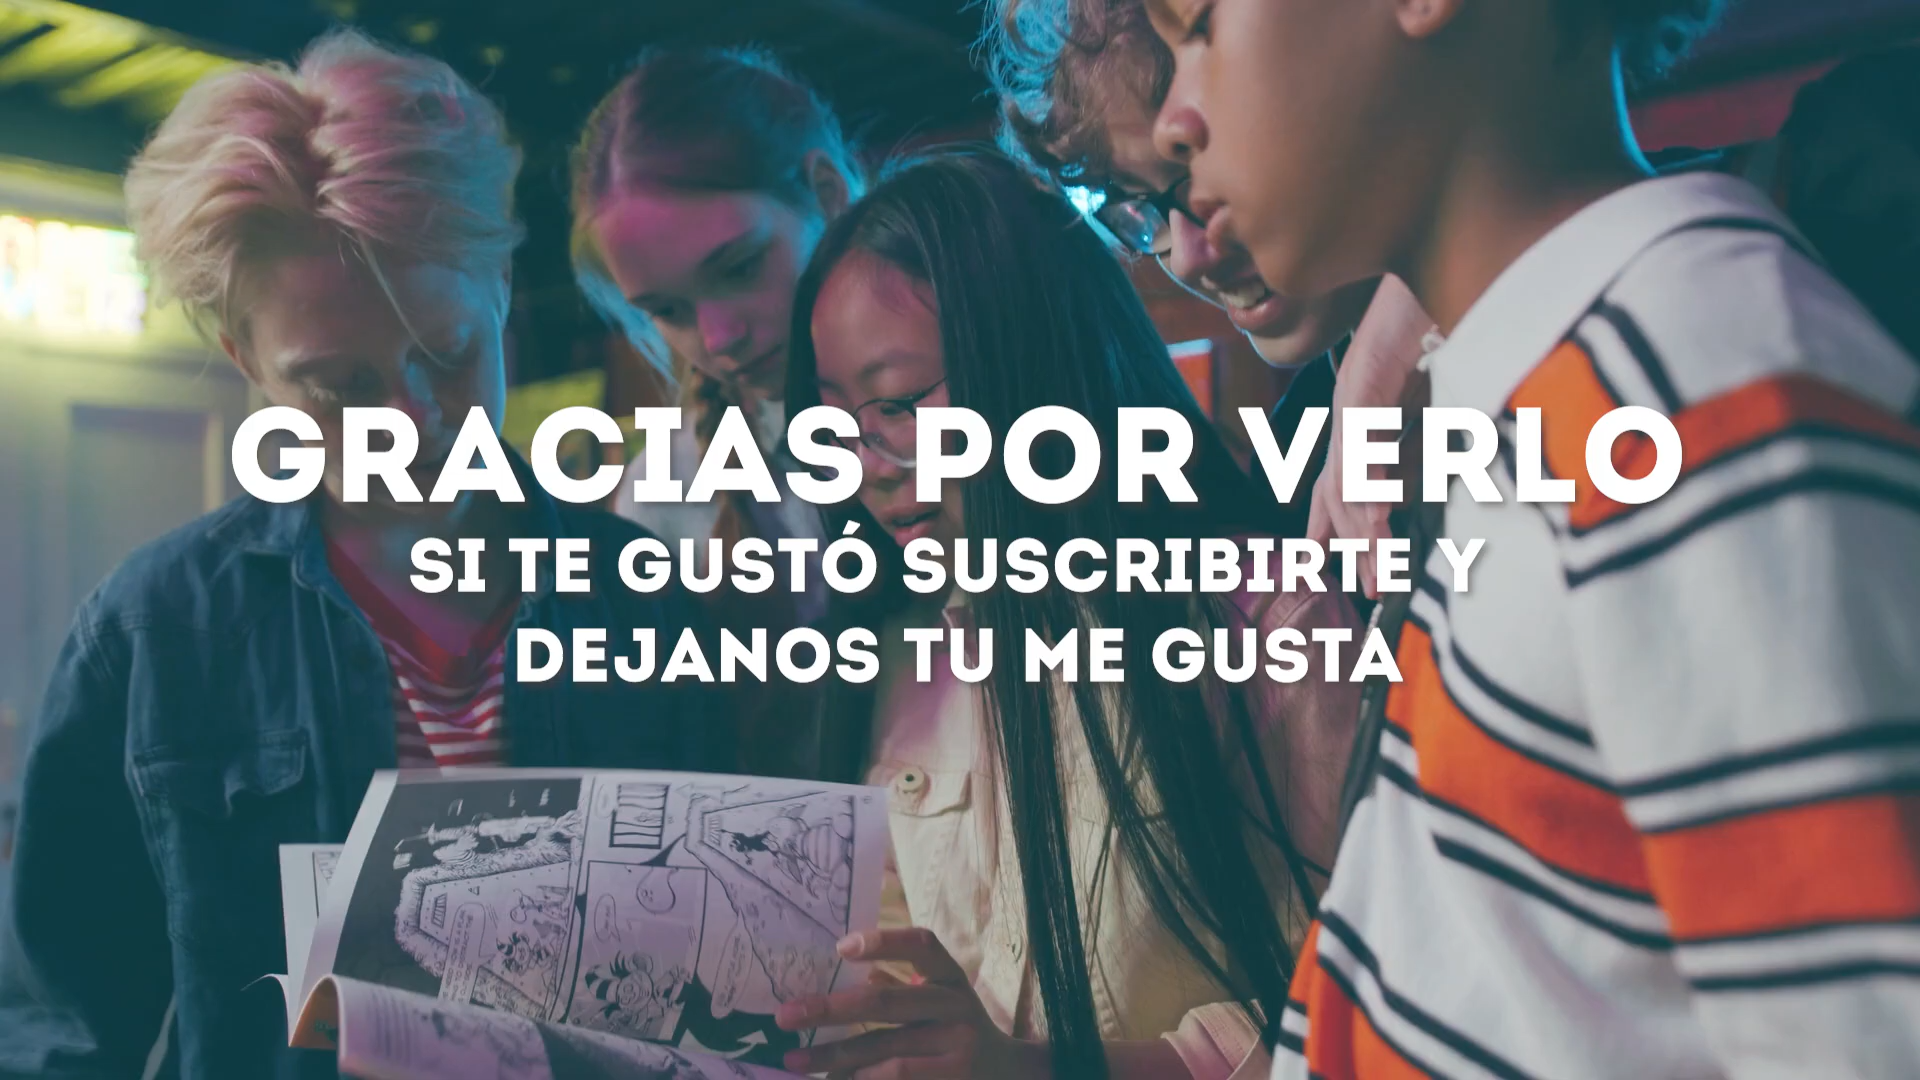 GRACIAS POR VERLO
SI TE GUSTÓ SUSCRIBIRTE Y
DEJANOS TU ME GUSTA